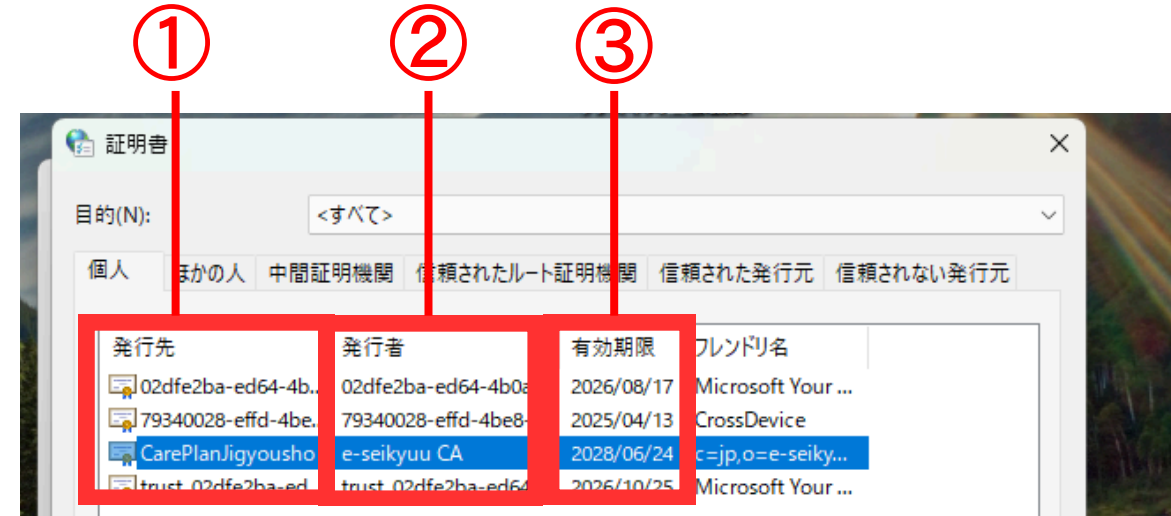 ① ② ③
証明書
目的(N): <すべて>
個人 ほかの人 中間証明機関 信頼されたルート証明機関 信頼された発行元 信頼されない発行元
発行先 発行者 有効期限 フレンドリ名
02dfe2ba-ed64-4b... 02dfe2ba-ed64-4b0a 2026/08/17 Microsoft Your ...
79340028-effd-4be... 79340028-effd-4be8- 2025/04/13 CrossDevice
CarePlanJigyousho e-seikyuu CA 2028/06/24 c=jp,o=e-seiky...
trust_02dfe2ba-ed trust_02dfe2ba-ed64 2026/10/25 Microsoft Your ...